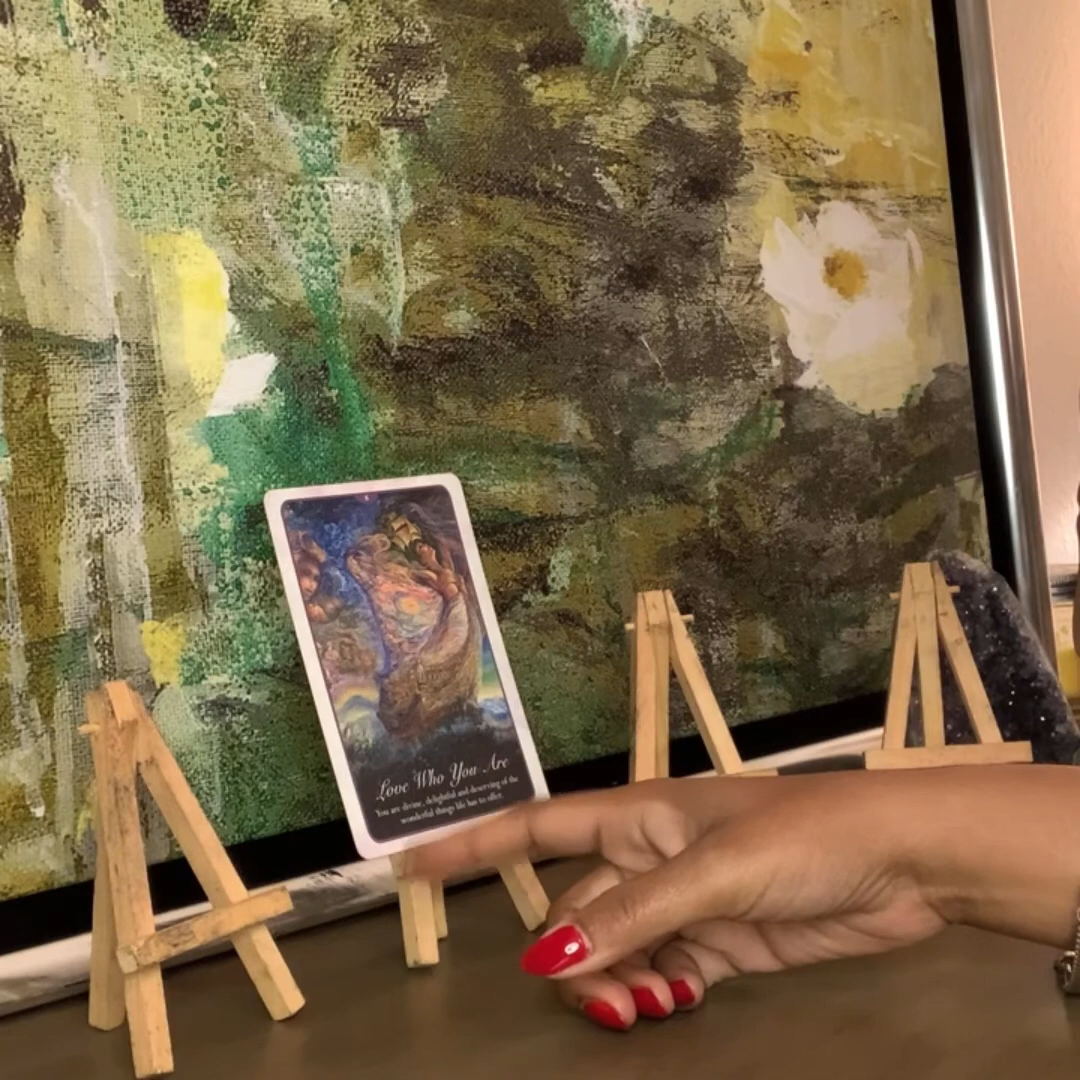 Love Who You Are
You are divine, delightful and deserving of the
wonderful things life has to offer.